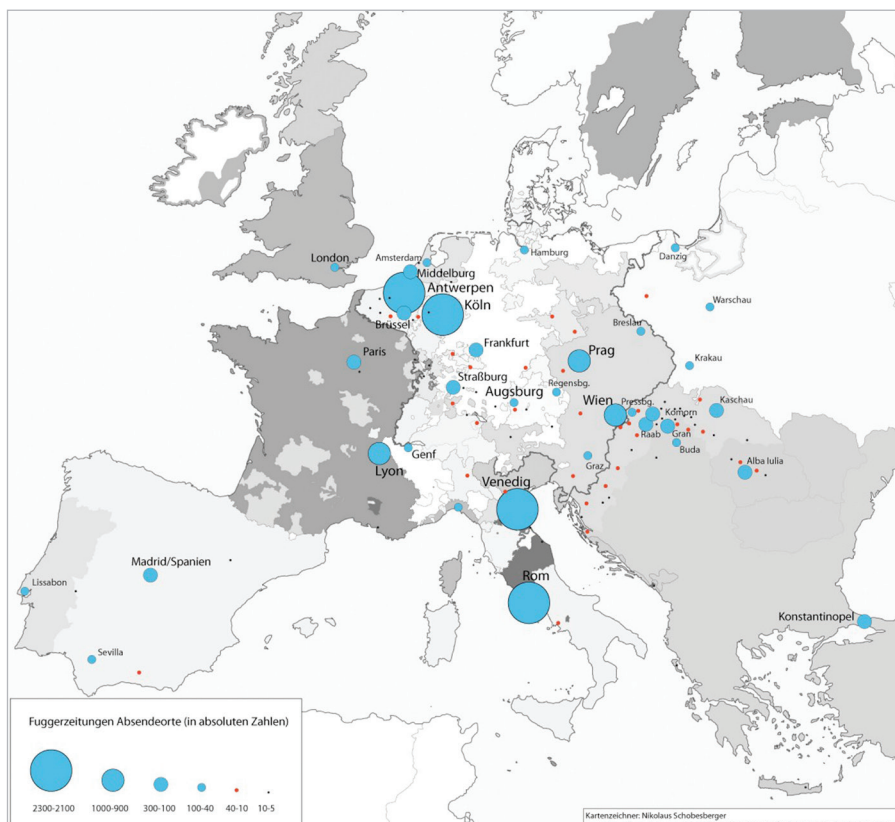 London
Amsterdam
Middelburg
Antwerpen
Köln
Brüssel
Hamburg
Danzig
Warschau
Breslau
Krakau
Paris
Frankfurt
Straßburg
Prag
Augsburg
Regensbg.
Wien
Pressbg.
Komorn
Kaschau
Raab
Gran
Buda
Graz
Alba Iulia
Genf
Lyon
Venedig
Madrid/Spanien
Lissabon
Sevilla
Rom
Konstantinopel
Fuggerzeitungen Absendeorte (in absoluten Zahlen)
2300-2100 1000-900 300-100 100-40 40-10 10-5
Kartenzeichner: Nikolaus Schobesberger